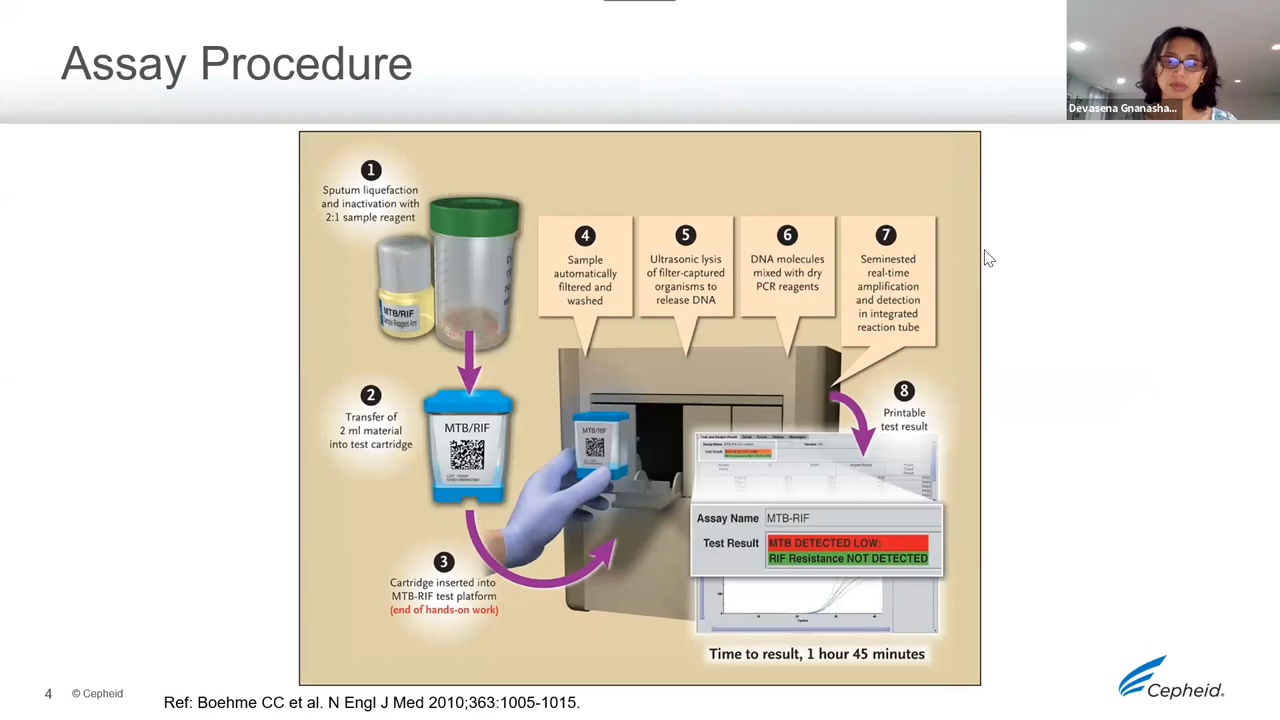 Assay Procedure
Devasena Gnanasha...
1
Sputum liquefaction
and inactivation with
2:1 sample reagent
MTB/RIF
Sample Reagent
4
Sample
automatically
filtered and
washed
5
Ultrasonic lysis
of filter-captured
organisms to
release DNA
6
DNA molecules
mixed with dry
PCR reagents
7
Seminested
real-time
amplification
and detection
in integrated
reaction tube
2
Transfer of
2 ml material
into test cartridge
MTB/RIF
MTB/RIF
8
Printable
test result
3
Cartridge inserted into
MTB-RIF test platform
(end of hands-on work)
Assay Name MTB-RIF
Test Result MTB DETECTED LOW:
RIF Resistance NOT DETECTED
Cycles
Time to result, 1 hour 45 minutes
4 © Cepheid
Ref: Boehme CC et al. N Engl J Med 2010;363:1005-1015.
Cepheid.